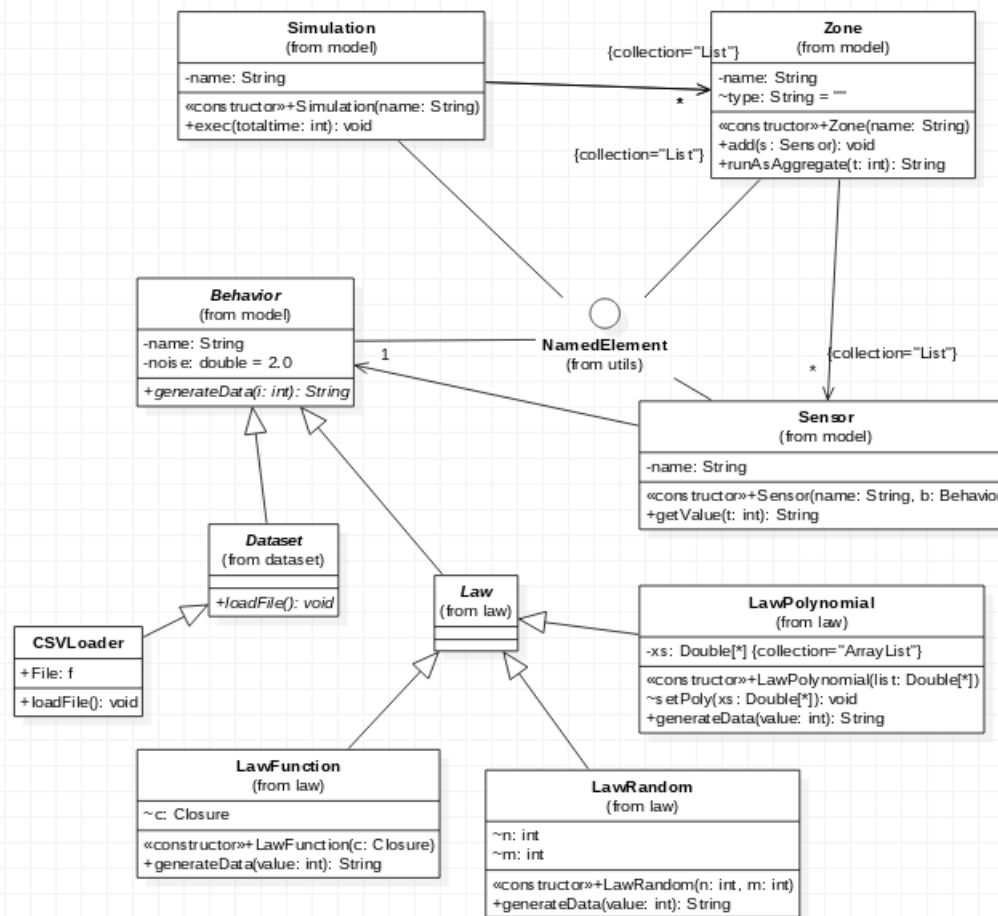 Simulation
(from model)
-name: String
«constructor»+Simulation(name: String)
+exec(totaltime: int): void
{collection="List"}
*
Zone
(from model)
-name: String
~type: String = ""
«constructor»+Zone(name: String)
+add(s: Sensor): void
+runAsAggregate(t: int): String
{collection="List"}
Behavior
(from model)
-name: String
-noise: double = 2.0
+generateData(i: int): String
1
NamedElement
(from utils)
{collection="List"}
*
Sensor
(from model)
-name: String
«constructor»+Sensor(name: String, b: Behavio
+getValue(t: int): String
Dataset
(from dataset)
+loadFile(): void
Law
(from law)
CSVLoader
+File: f
+loadFile(): void
LawPolynomial
(from law)
-xs: Double[*] {collection="ArrayList"}
«constructor»+LawPolynomial(list: Double[*])
~setPoly(xs: Double[*]): void
+generateData(value: int): String
LawFunction
(from law)
~c: Closure
«constructor»+LawFunction(c: Closure)
+generateData(value: int): String
LawRandom
(from law)
~n: int
~m: int
«constructor»+LawRandom(n: int, m: int)
+generateData(value: int): String